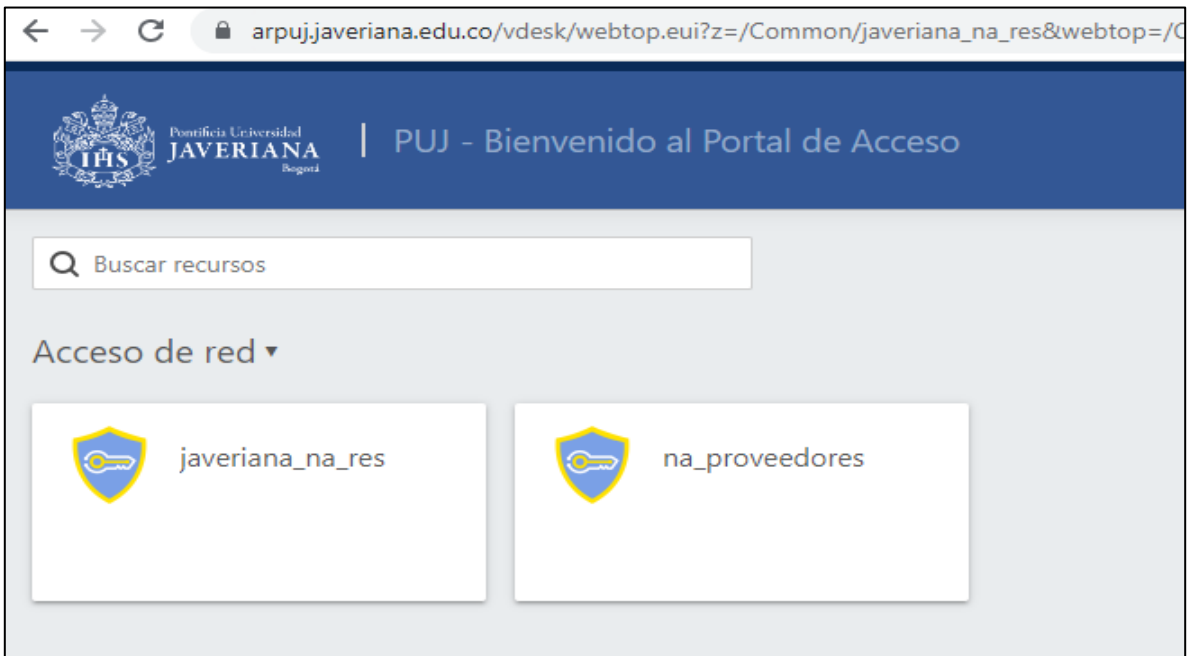 arpuj.javeriana.edu.co/vdesk/webtop.eui?z=/Common/javeriana_na_res&webtop=/C
IHS
Pontificia Universidad
JAVERIANA
Bogotá
PUJ - Bienvenido al Portal de Acceso
Buscar recursos
Acceso de red
javeriana_na_res
na_proveedores